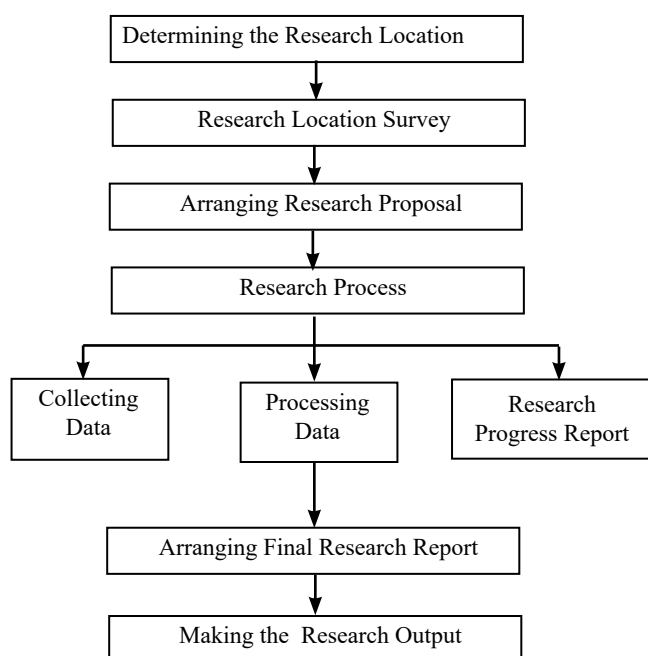 Determining the Research Location
Research Location Survey
Arranging Research Proposal
Research Process
Collecting
Data
Processing
Data
Research
Progress Report
Arranging Final Research Report
Making the Research Output